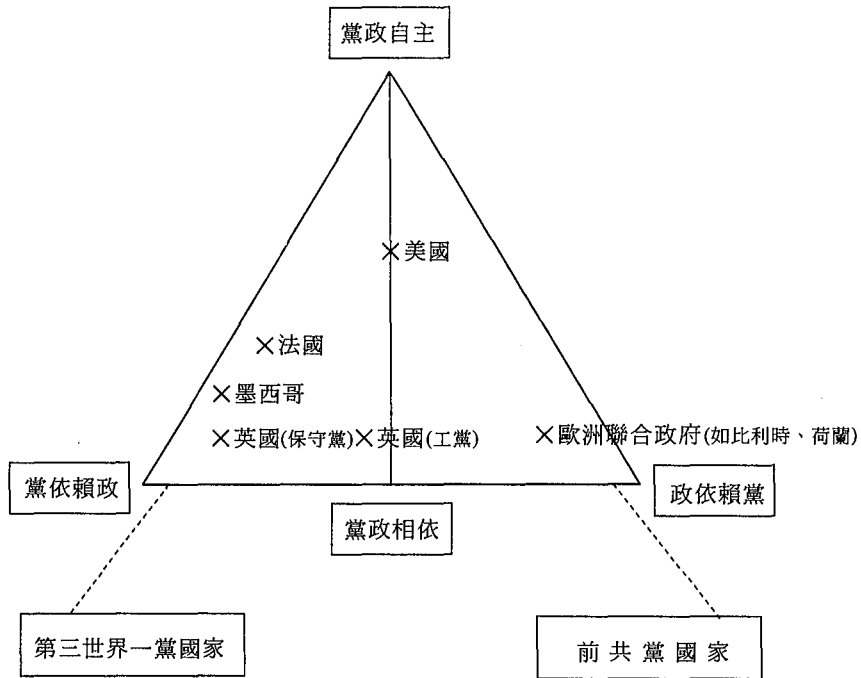 黨政自主
×美國
×法國
×墨西哥
×英國(保守黨)×英國(工黨) ×歐洲聯合政府(如比利時、荷蘭)
黨依賴政 黨政相依 政依賴黨
第三世界一黨國家 前共黨國家